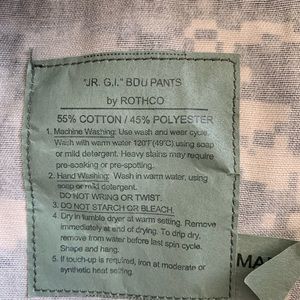 "JR. G.I." BDU PANTS
by ROTHCO
55% COTTON / 45% POLYESTER
1. Machine Washing: Use wash and wear cycle.
Wash with warm water 120°F(49°C) using soap
or mild detergent. Heavy stains may require
pre-soaking or pre-spotting.
2. Hand Washing: Wash in warm water, using
soap or mild detergent.
DO NOT WRING OR TWIST.
3. DO NOT STARCH OR BLEACH.
4. Dry in tumble dryer at warm setting. Remove
immediately at end of drying. To drip dry,
remove from water before last spin cycle.
Shape and hang.
5. If touch-up is required, iron at moderate or
synthetic heat setting.